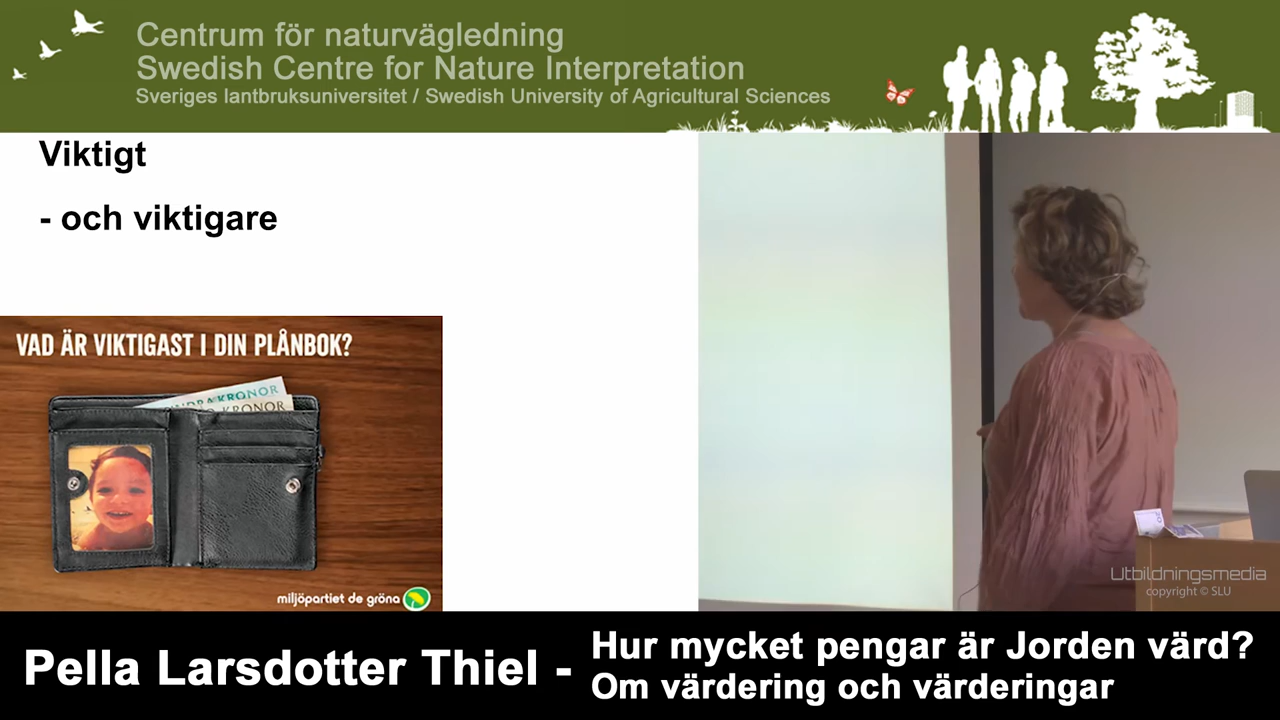 Centrum för naturvägledning
Swedish Centre for Nature Interpretation
Sveriges lantbruksuniversitet / Swedish University of Agricultural Sciences
Viktigt
- och viktigare
VAD ÄR VIKTIGAST I DIN PLÅNBOK?
KRONOR
KRONOR
miljöpartiet de gröna
20
Utbildningsmedia
copyright © SLU
Pella Larsdotter Thiel -
Hur mycket pengar är Jorden värd?
Om värdering och värderingar